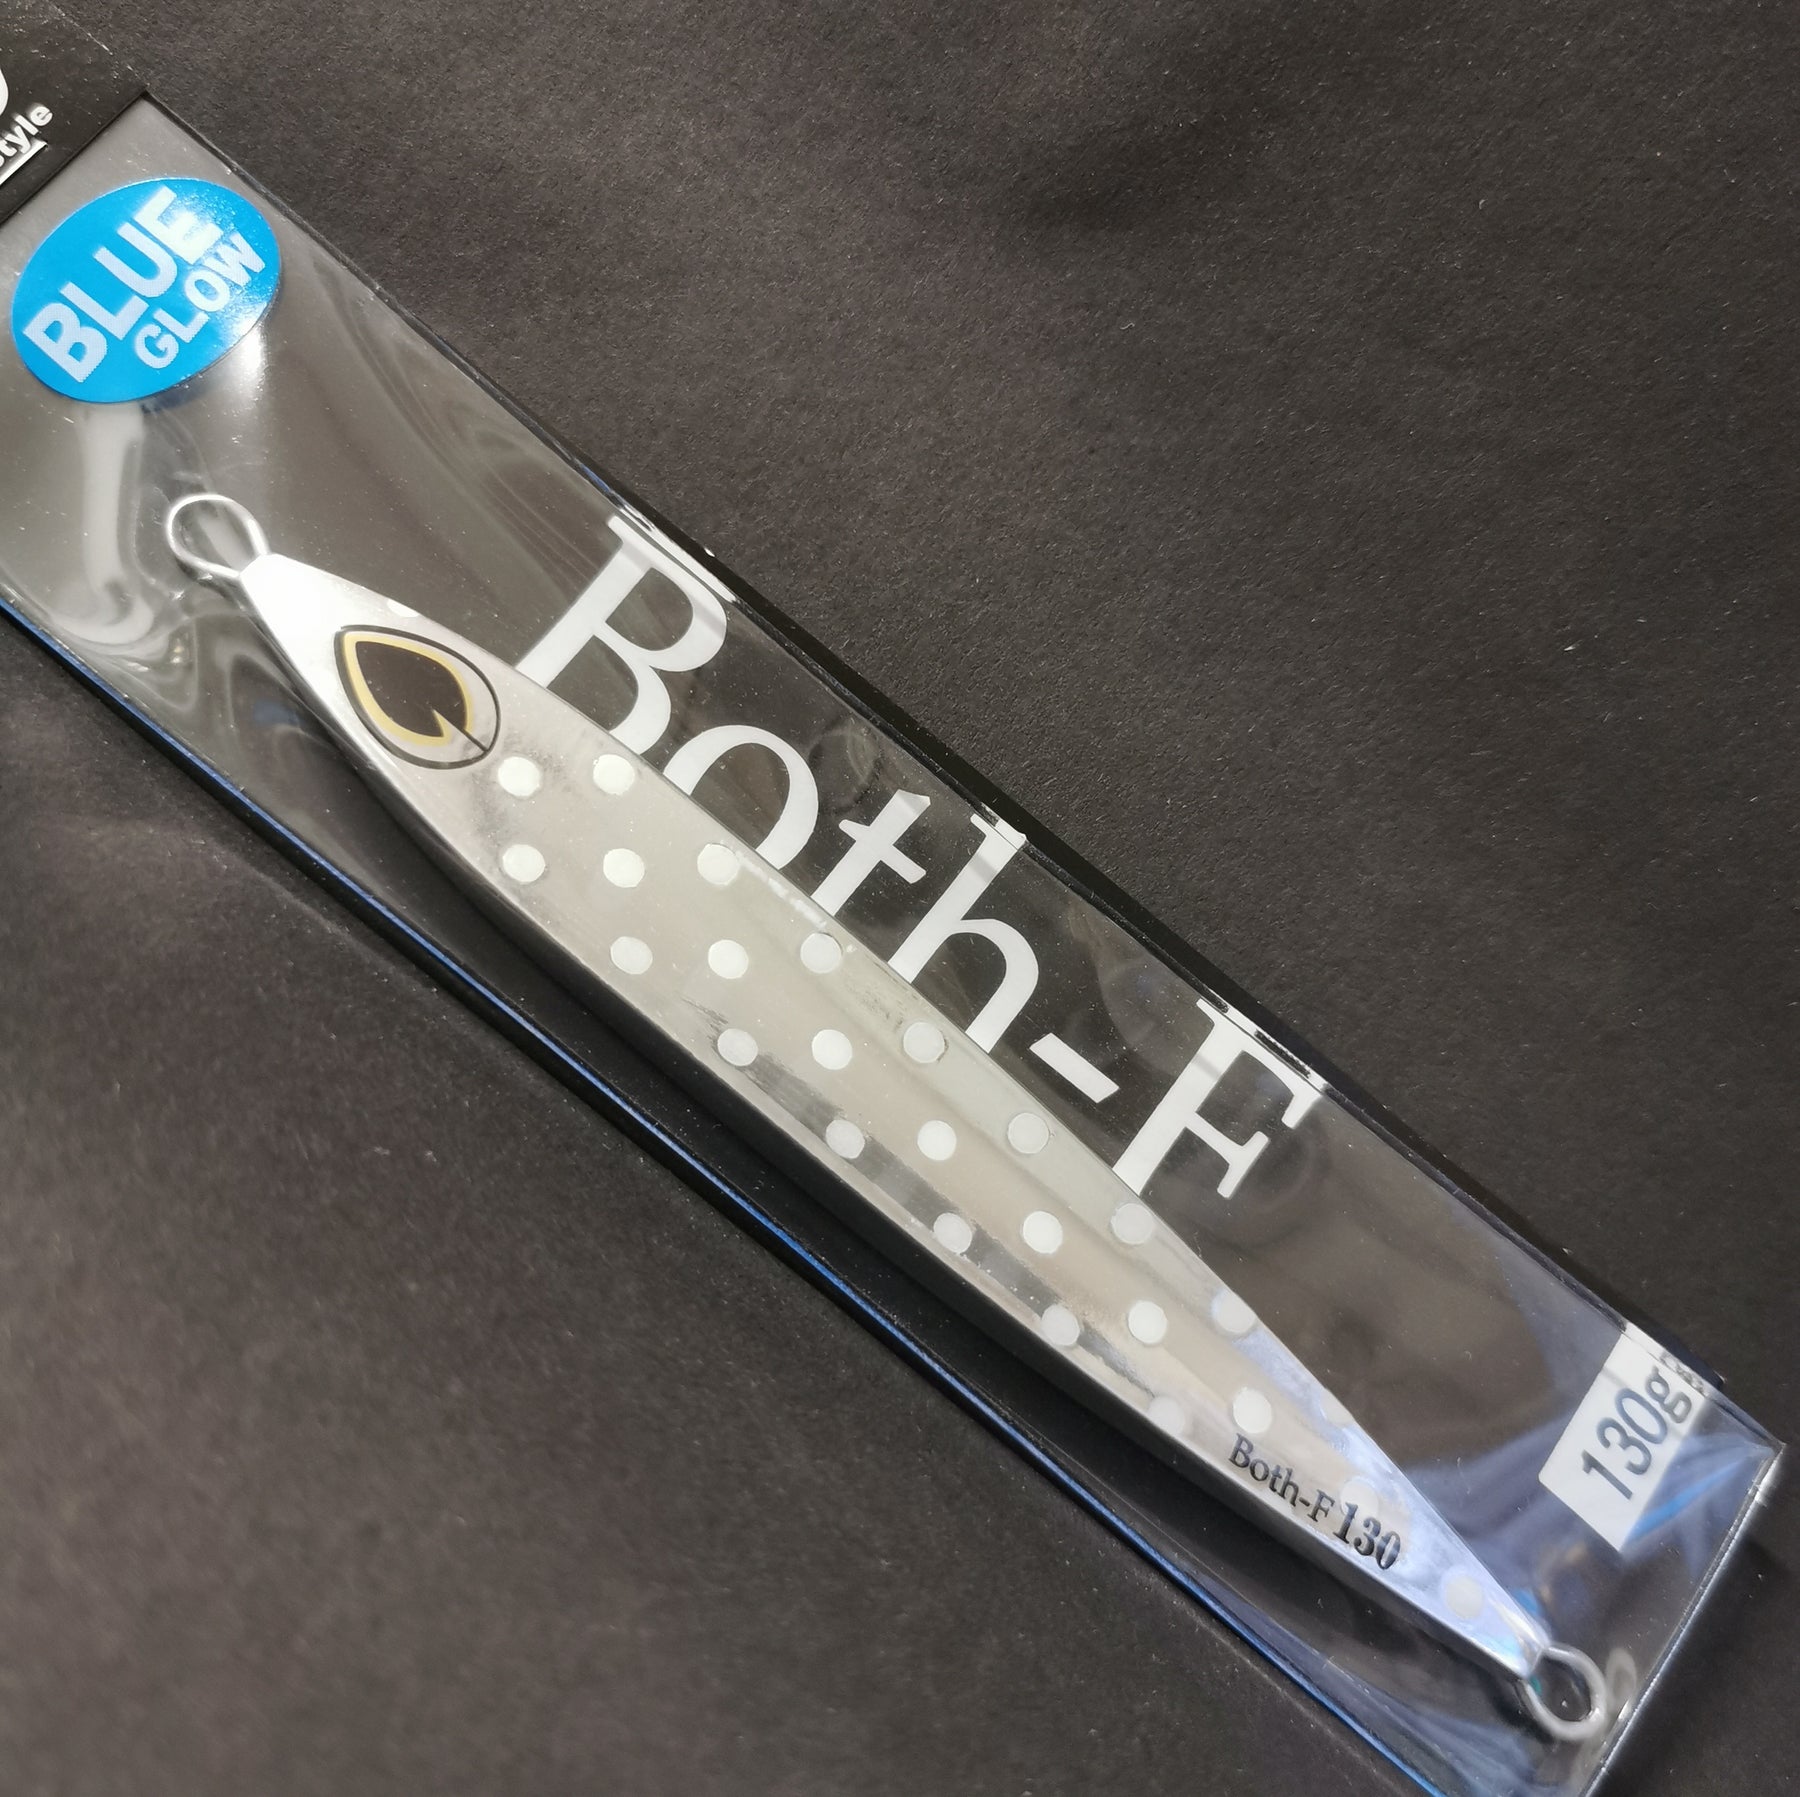 style
BLUE
GLOW
Both-F
Both-F 130
130g